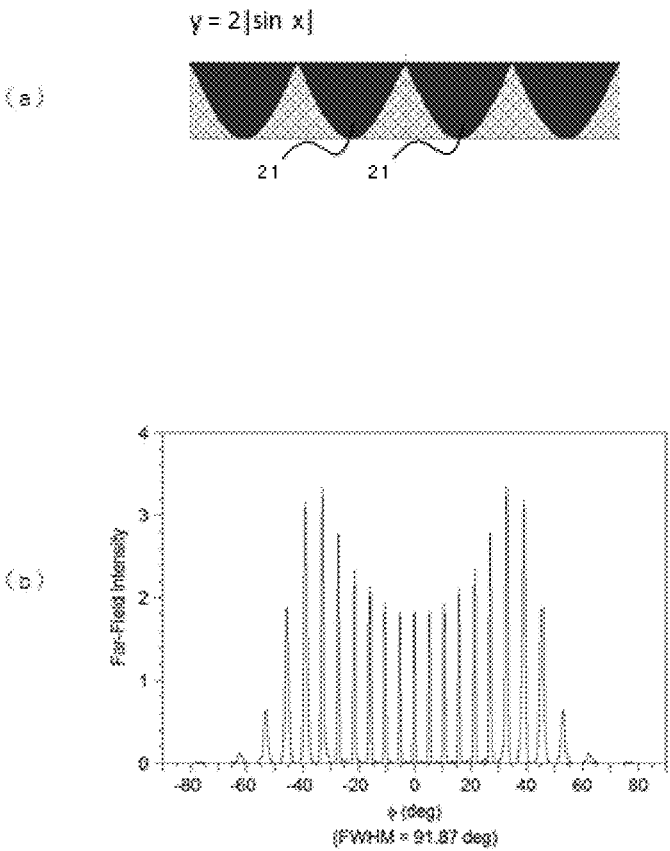 y = 2|sin x|
(a)
21 21
4
3
2
1
0
Far-Field Intensity
(b)
-80 -60 -40 -20 0 20 40 60 80
ϕ (deg)
(FWHM = 91.87 deg)